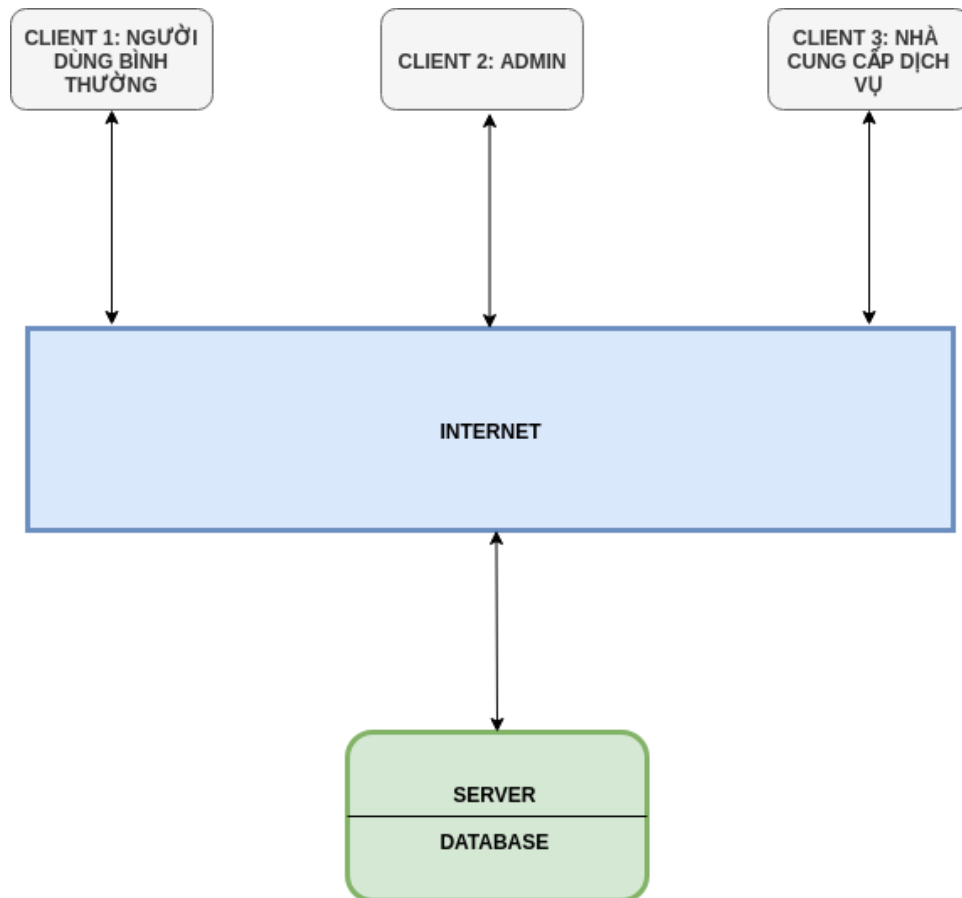 CLIENT 1: NGƯỜI
DÙNG BÌNH
THƯỜNG
CLIENT 2: ADMIN
CLIENT 3: NHÀ
CUNG CẤP DỊCH
VỤ
INTERNET
SERVER
DATABASE